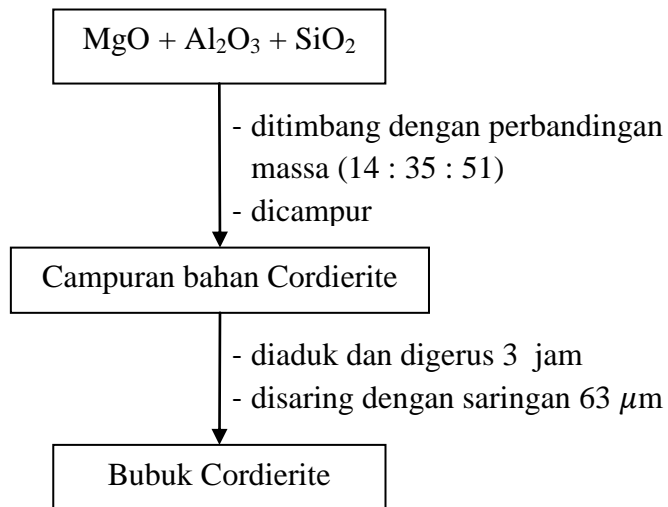 MgO + Al₂O₃ + SiO₂
- ditimbang dengan perbandingan
massa (14 : 35 : 51)
- dicampur
Campuran bahan Cordierite
- diaduk dan digerus 3 jam
- disaring dengan saringan 63 𝜇m
Bubuk Cordierite